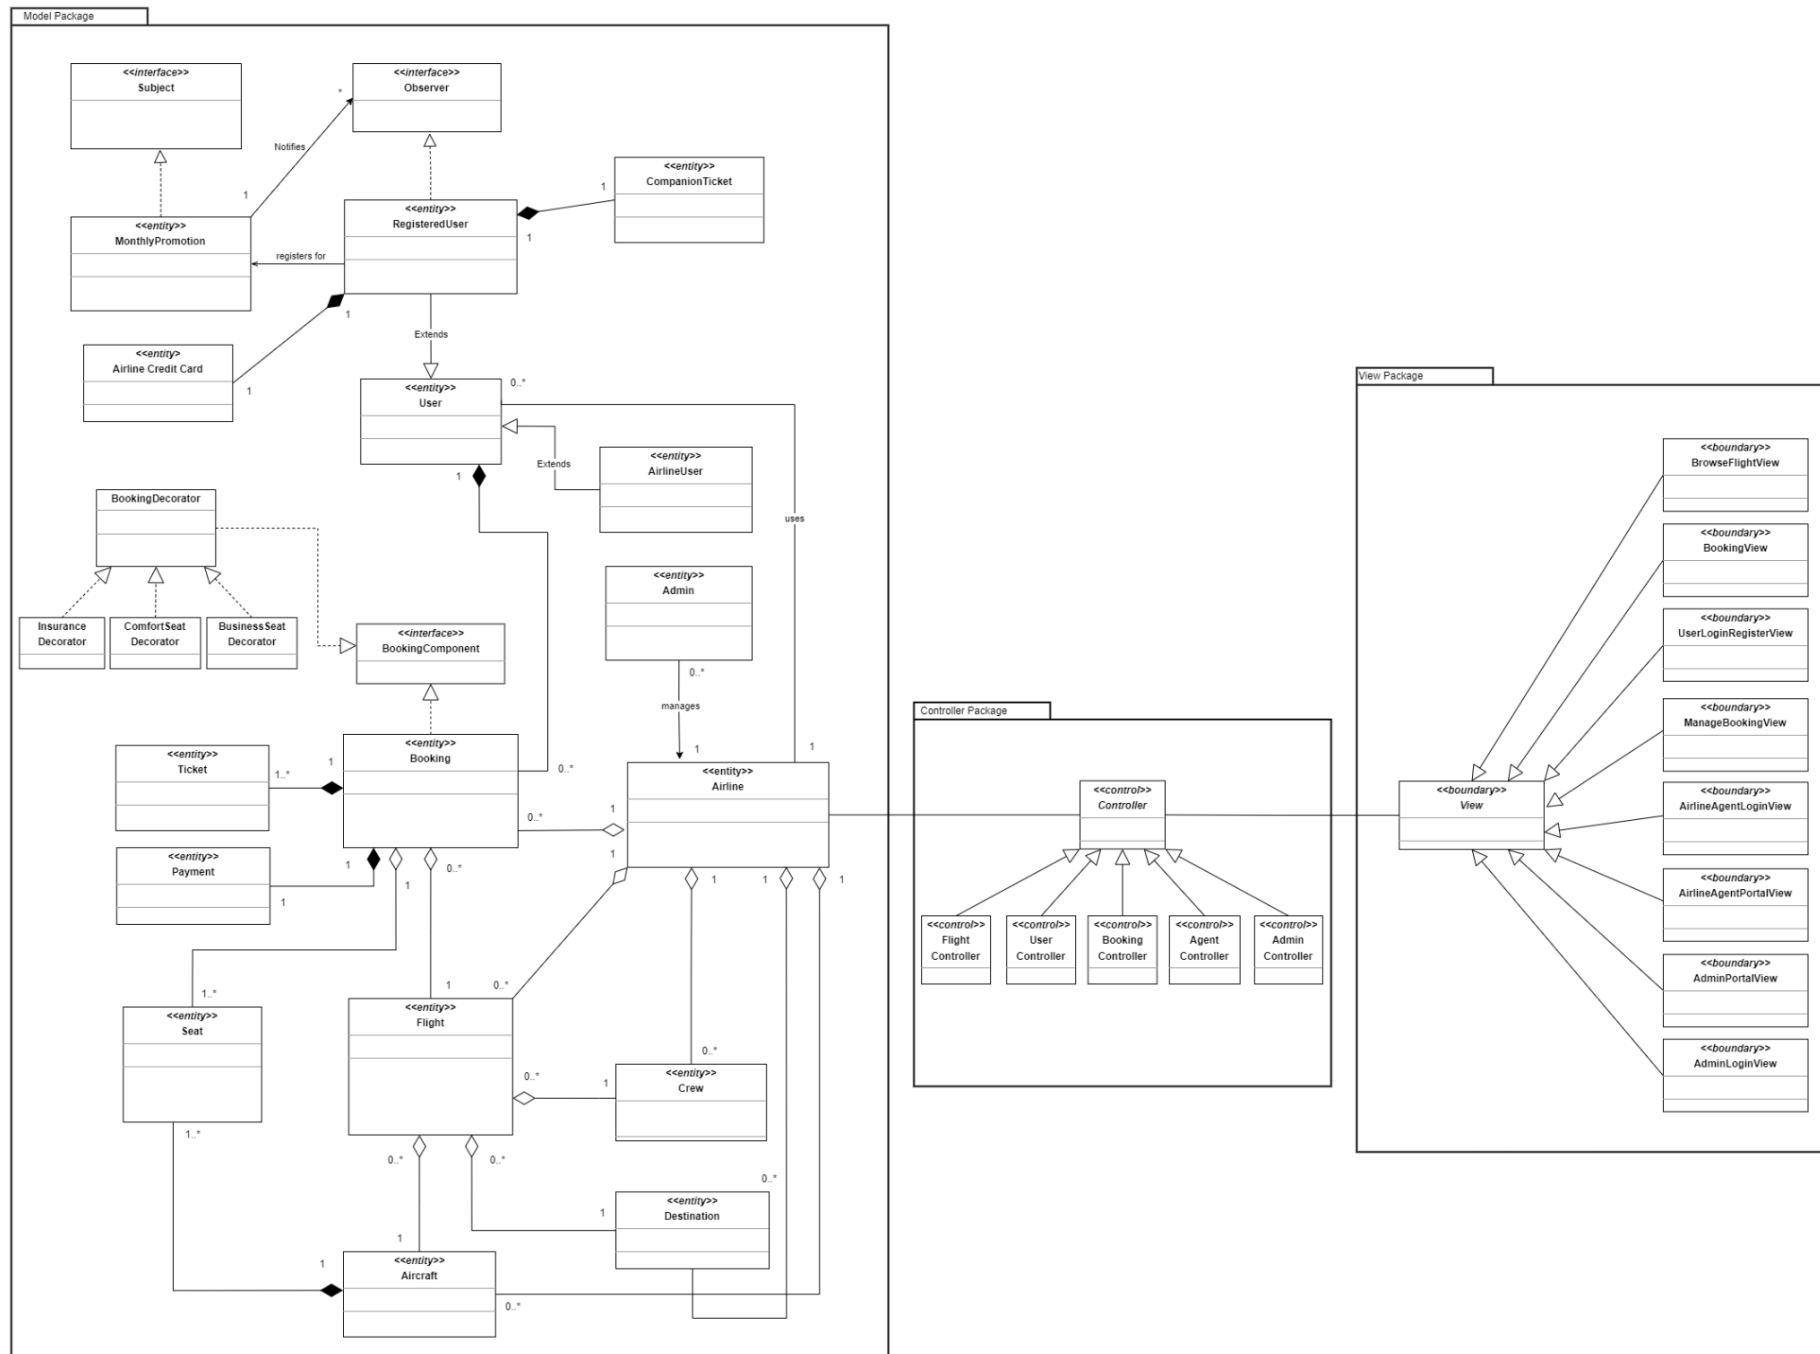 Model Package
<<interface>>
Subject
<<interface>>
Observer
*
Notifies
1
<<entity>>
CompanionTicket
1
<<entity>>
RegisteredUser
1
<<entity>>
MonthlyPromotion
registers for
1
<<entity>
Airline Credit Card
1
Extends
<<entity>>
User
0..*
1
Extends
<<entity>>
AirlineUser
uses
BookingDecorator
Insurance
Decorator
ComfortSeat
Decorator
BusinessSeat
Decorator
<<entity>>
Admin
0..*
manages
1
1
<<interface>>
BookingComponent
<<entity>>
Ticket
1..*
1
<<entity>>
Booking
0..*
0..*
1
<<entity>>
Airline
<<entity>>
Payment
1
1
1
0..*
1
1
1
1
1..*
<<entity>>
Seat
1..*
1
0..*
<<entity>>
Flight
0..*
1
0..*
<<entity>>
Crew
0..*
0..*
0..*
1
<<entity>>
Destination
1
1
<<entity>>
Aircraft
0..*
Controller Package
<<control>>
Controller
<<control>>
Flight
Controller
<<control>>
User
Controller
<<control>>
Booking
Controller
<<control>>
Agent
Controller
<<control>>
Admin
Controller
View Package
<<boundary>>
View
<<boundary>>
BrowseFlightView
<<boundary>>
BookingView
<<boundary>>
UserLoginRegisterView
<<boundary>>
ManageBookingView
<<boundary>>
AirlineAgentLoginView
<<boundary>>
AirlineAgentPortalView
<<boundary>>
AdminPortalView
<<boundary>>
AdminLoginView